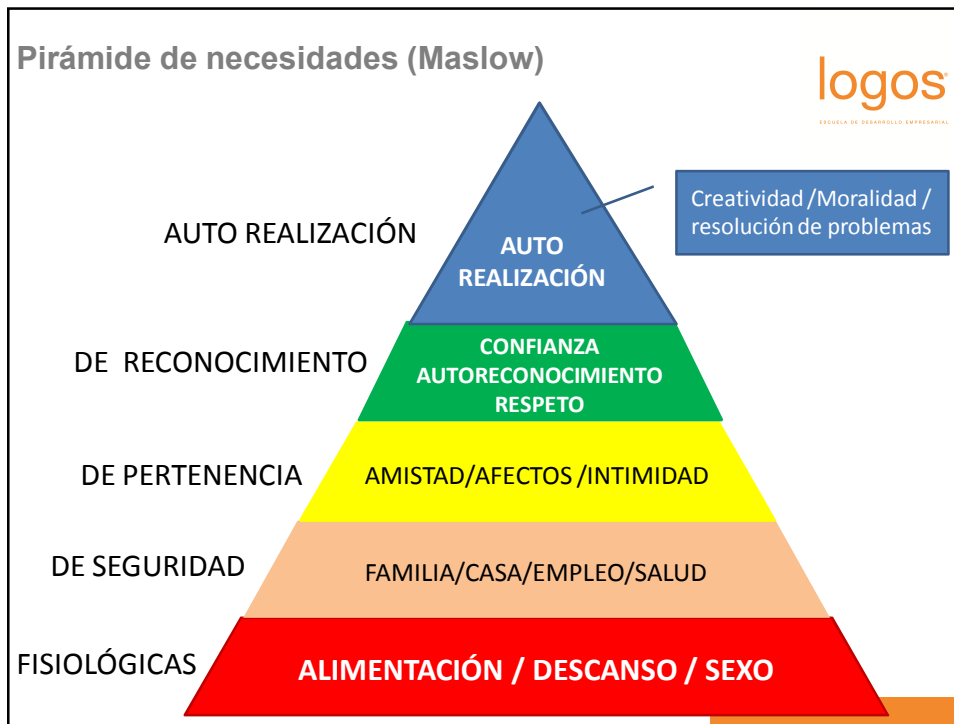 Pirámide de necesidades (Maslow)
logos®
ESCUELA DE DESARROLLO EMPRESARIAL
Creatividad /Moralidad /
resolución de problemas
AUTO REALIZACIÓN
AUTO
REALIZACIÓN
DE RECONOCIMIENTO
CONFIANZA
AUTORECONOCIMIENTO
RESPETO
DE PERTENENCIA
AMISTAD/AFECTOS /INTIMIDAD
DE SEGURIDAD
FAMILIA/CASA/EMPLEO/SALUD
FISIOLÓGICAS
ALIMENTACIÓN / DESCANSO / SEXO